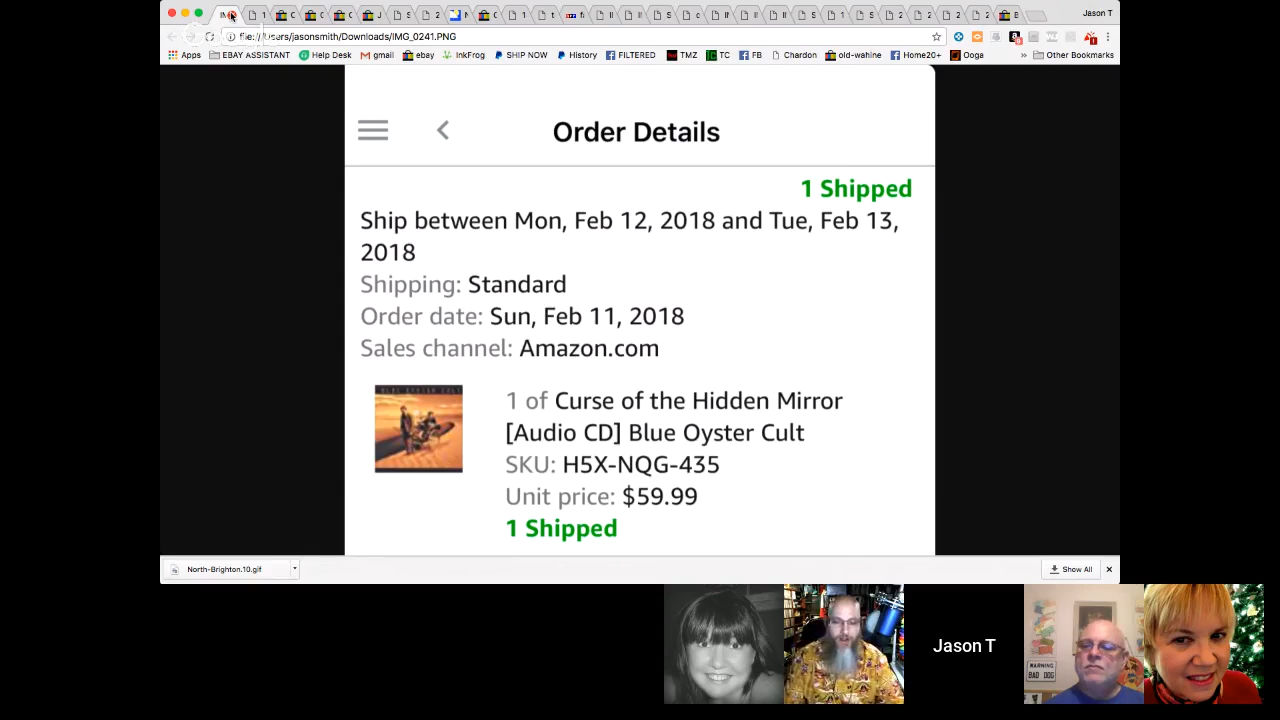 Jason T
file:///Users/jasonsmith/Downloads/IMG_0241.PNG
Apps EBAY ASSISTANT Help Desk gmail ebay InkFrog SHIP NOW History FILTERED TMZ TC FB Chardon old-wahine Home20+ Ooga » Other Bookmarks
Order Details
1 Shipped
Ship between Mon, Feb 12, 2018 and Tue, Feb 13,
2018
Shipping: Standard
Order date: Sun, Feb 11, 2018
Sales channel: Amazon.com
1 of Curse of the Hidden Mirror
[Audio CD] Blue Oyster Cult
SKU: H5X-NQG-435
Unit price: $59.99
1 Shipped
North-Brighton.10.gif
Show All
Jason T
WARNING
BAD DOG